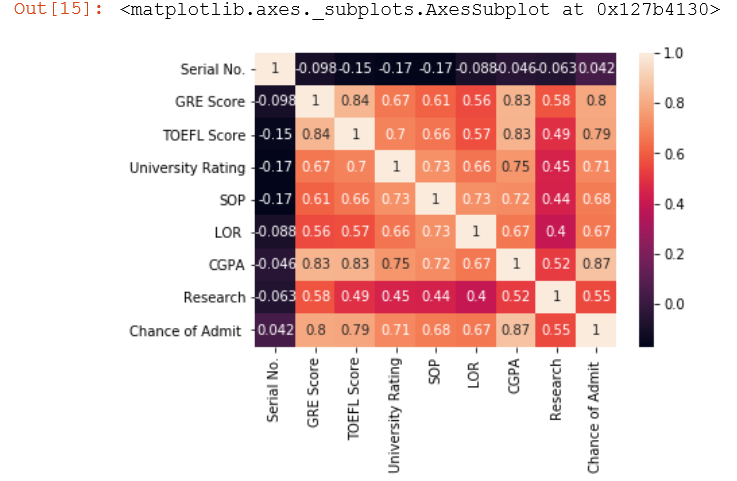 Out[15]: <matplotlib.axes._subplots.AxesSubplot at 0x127b4130>
Serial No. 1 -0.098 -0.15 -0.17 -0.17 -0.088 -0.046 -0.063 0.042
GRE Score -0.098 1 0.84 0.67 0.61 0.56 0.83 0.58 0.8
TOEFL Score -0.15 0.84 1 0.7 0.66 0.57 0.83 0.49 0.79
University Rating -0.17 0.67 0.7 1 0.73 0.66 0.75 0.45 0.71
SOP -0.17 0.61 0.66 0.73 1 0.73 0.72 0.44 0.68
LOR -0.088 0.56 0.57 0.66 0.73 1 0.67 0.4 0.67
CGPA -0.046 0.83 0.83 0.75 0.72 0.67 1 0.52 0.87
Research -0.063 0.58 0.49 0.45 0.44 0.4 0.52 1 0.55
Chance of Admit 0.042 0.8 0.79 0.71 0.68 0.67 0.87 0.55 1
Serial No.
GRE Score
TOEFL Score
University Rating
SOP
LOR
CGPA
Research
Chance of Admit
1.0
0.8
0.6
0.4
0.2
0.0